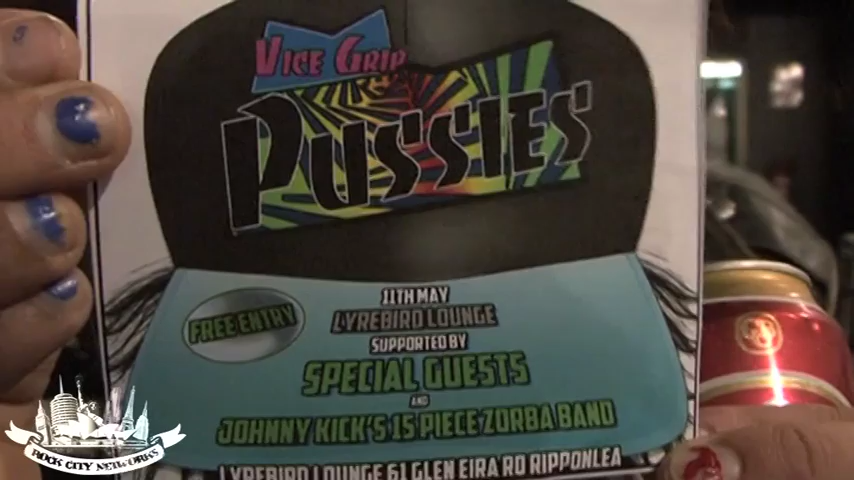 VICE GRIP
PUSSIES
FREE ENTRY
11TH MAY
LYREBIRD LOUNGE
SUPPORTED BY
SPECIAL GUESTS
AND
JOHNNY KICK'S 15 PIECE ZORBA BAND
LYREBIRD LOUNGE 61 GLEN EIRA RD RIPPONLEA
ROCK CITY NETWORKS